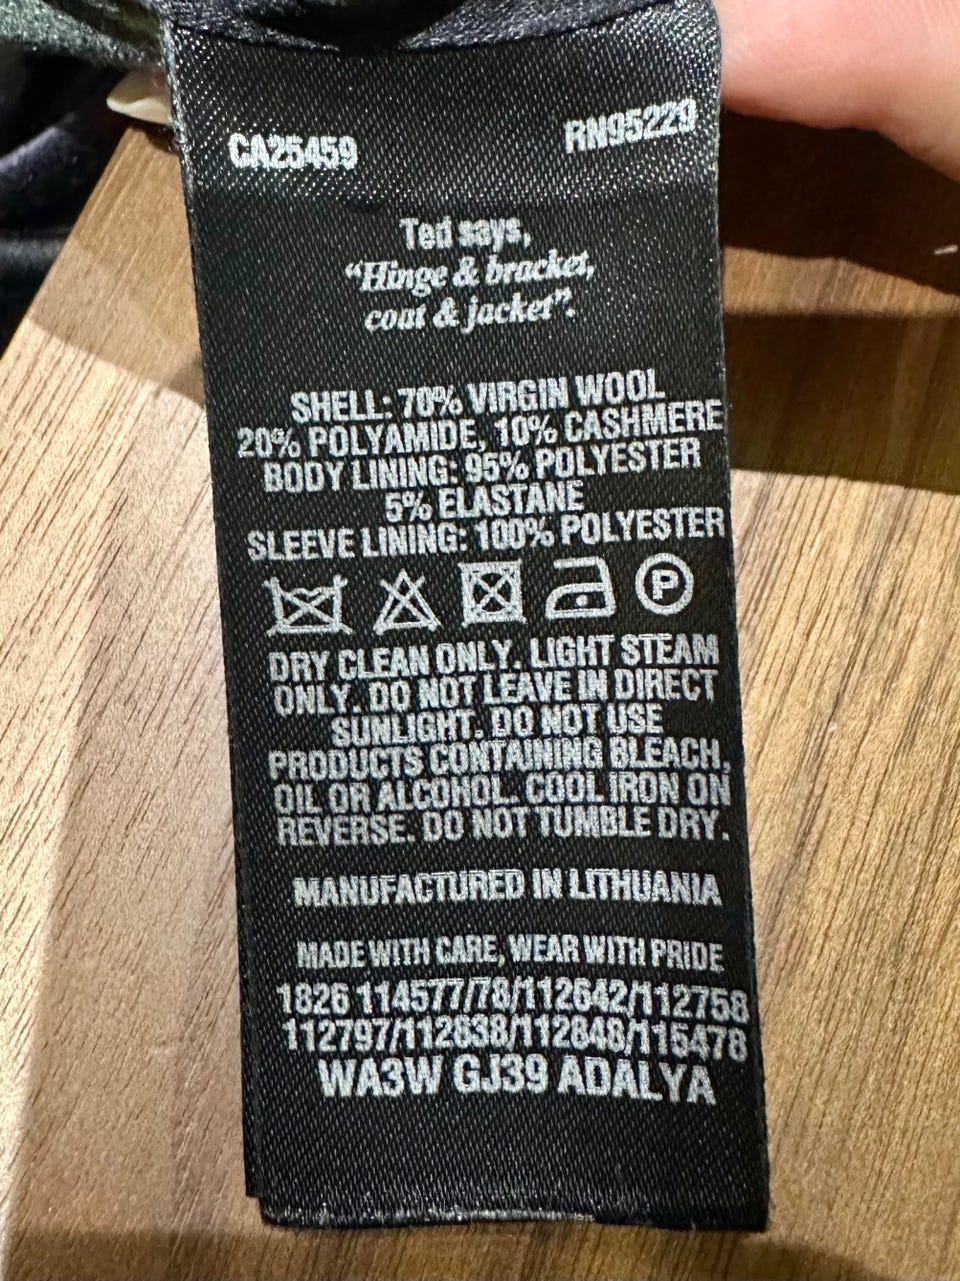 CA25459
RN95229
Ted says,
“Hinge & bracket,
coat & jacket”.
SHELL: 70% VIRGIN WOOL
20% POLYAMIDE, 10% CASHMERE
BODY LINING: 95% POLYESTER
5% ELASTANE
SLEEVE LINING: 100% POLYESTER
P
DRY CLEAN ONLY. LIGHT STEAM
ONLY. DO NOT LEAVE IN DIRECT
SUNLIGHT. DO NOT USE
PRODUCTS CONTAINING BLEACH,
OIL OR ALCOHOL. COOL IRON ON
REVERSE. DO NOT TUMBLE DRY.
MANUFACTURED IN LITHUANIA
MADE WITH CARE, WEAR WITH PRIDE
1826 114577/78/112642/112758
112797/112838/112848/115478
WA3W GJ39 ADALYA